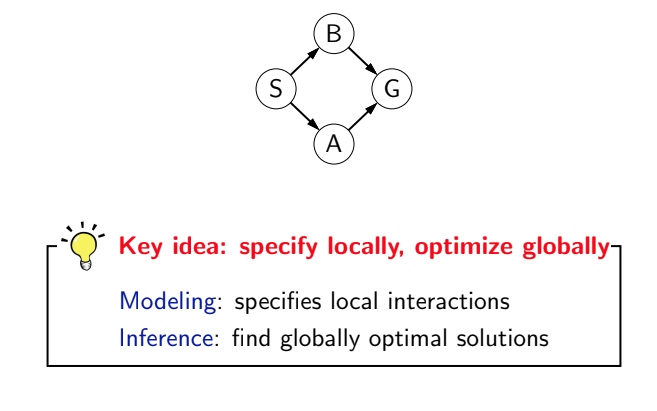 B
S
G
A
Key idea: specify locally, optimize globally
Modeling: specifies local interactions
Inference: find globally optimal solutions